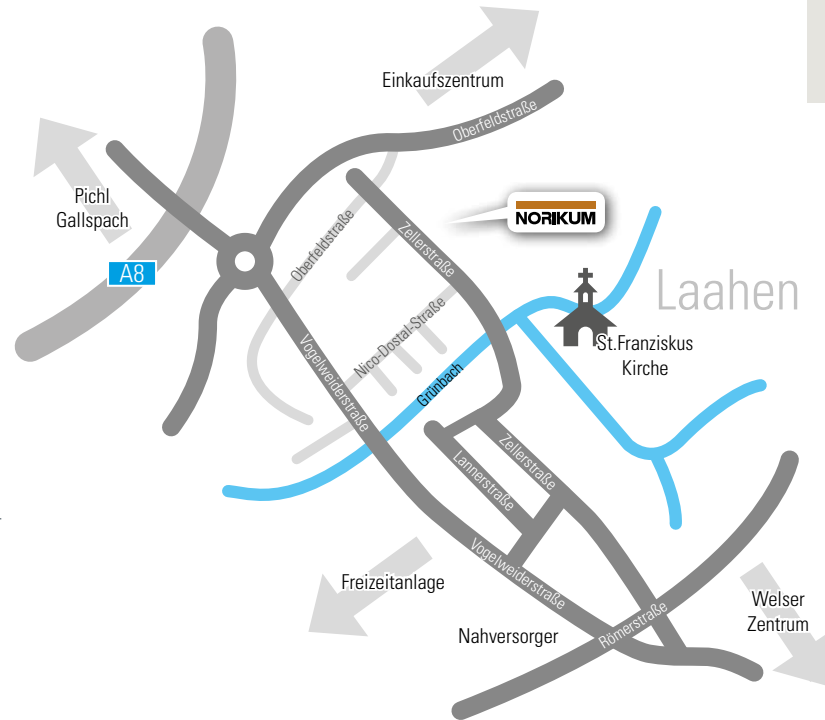 Einkaufszentrum
Oberfeldstraße
Pichl
Gallspach
A8
Oberfeldstraße
Zellerstraße
NORIKUM
Laahen
St.Franziskus
Kirche
Nico-Dostal-Straße
Vogelweiderstraße
Grünbach
Zellerstraße
Lannerstraße
Vogelweiderstraße
Freizeitanlage
Nahversorger
Römerstraße
Welser
Zentrum